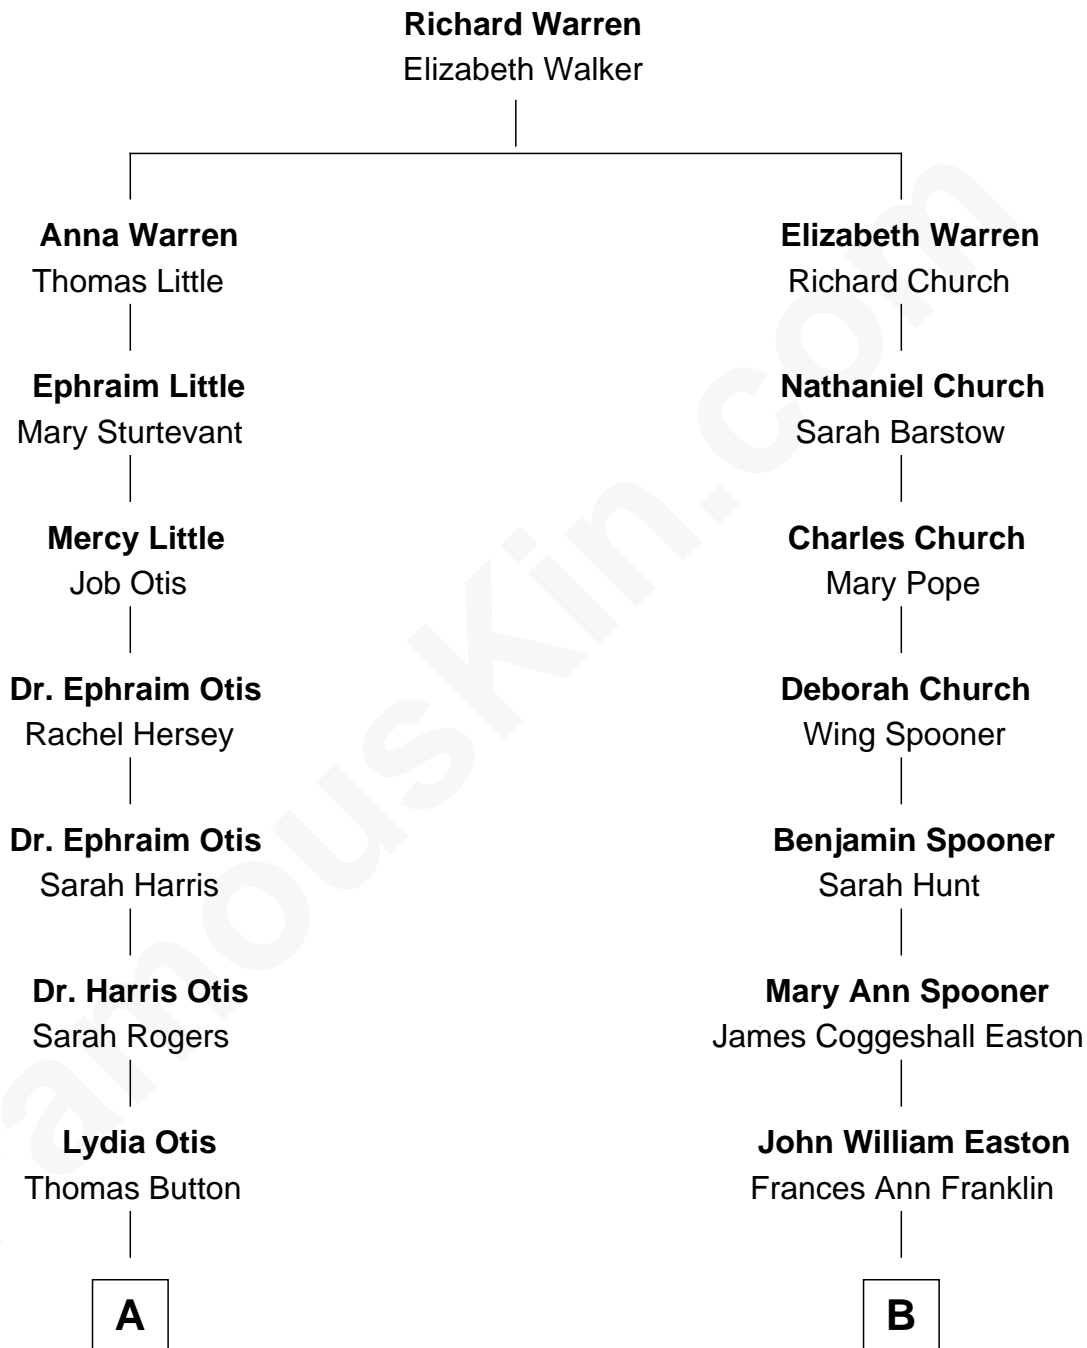 Richard Warren
Elizabeth Walker
Anna Warren
Thomas Little
Ephraim Little
Mary Sturtevant
Mercy Little
Job Otis
Dr. Ephraim Otis
Rachel Hersey
Dr. Ephraim Otis
Sarah Harris
Dr. Harris Otis
Sarah Rogers
Lydia Otis
Thomas Button
A
Elizabeth Warren
Richard Church
Nathaniel Church
Sarah Barstow
Charles Church
Mary Pope
Deborah Church
Wing Spooner
Benjamin Spooner
Sarah Hunt
Mary Ann Spooner
James Coggeshall Easton
John William Easton
Frances Ann Franklin
B
amousKin.com